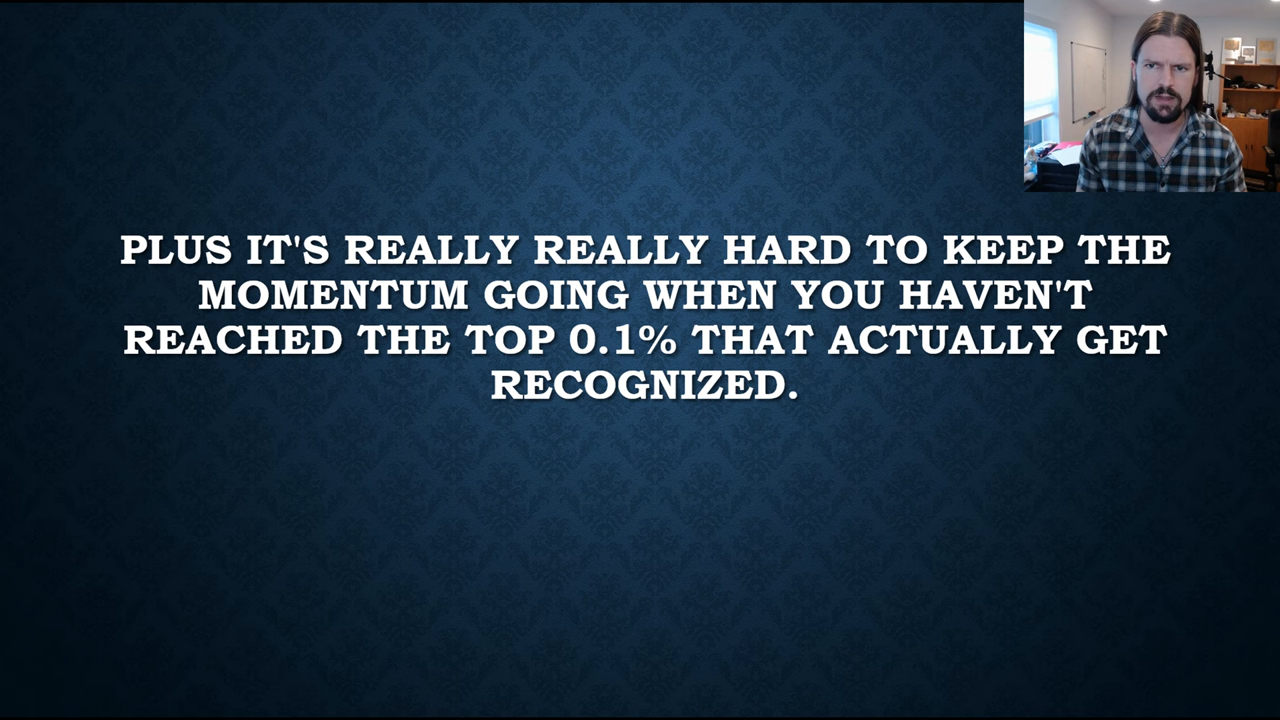 PLUS IT'S REALLY REALLY HARD TO KEEP THE
MOMENTUM GOING WHEN YOU HAVEN'T
REACHED THE TOP 0.1% THAT ACTUALLY GET
RECOGNIZED.